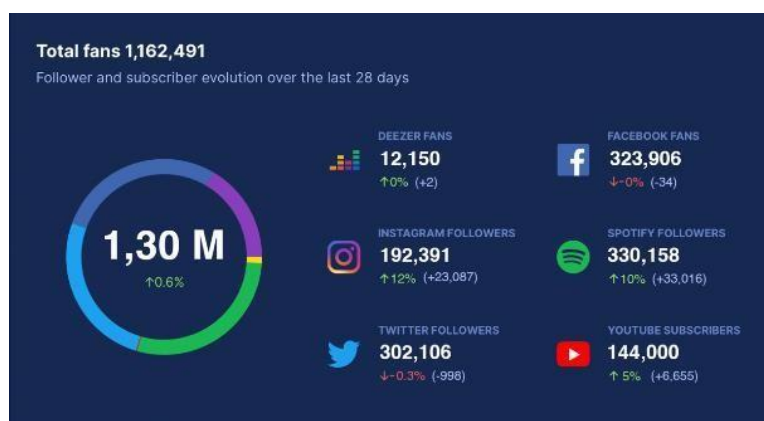 Total fans 1,162,491
Follower and subscriber evolution over the last 28 days
1,30 M
↑0.6%
DEEZER FANS
12,150
↑0% (+2)
FACEBOOK FANS
323,906
↓-0% (-34)
INSTAGRAM FOLLOWERS
192,391
↑12% (+23,087)
SPOTIFY FOLLOWERS
330,158
↑10% (+33,016)
TWITTER FOLLOWERS
302,106
↓-0.3% (-998)
YOUTUBE SUBSCRIBERS
144,000
↑ 5% (+6,655)